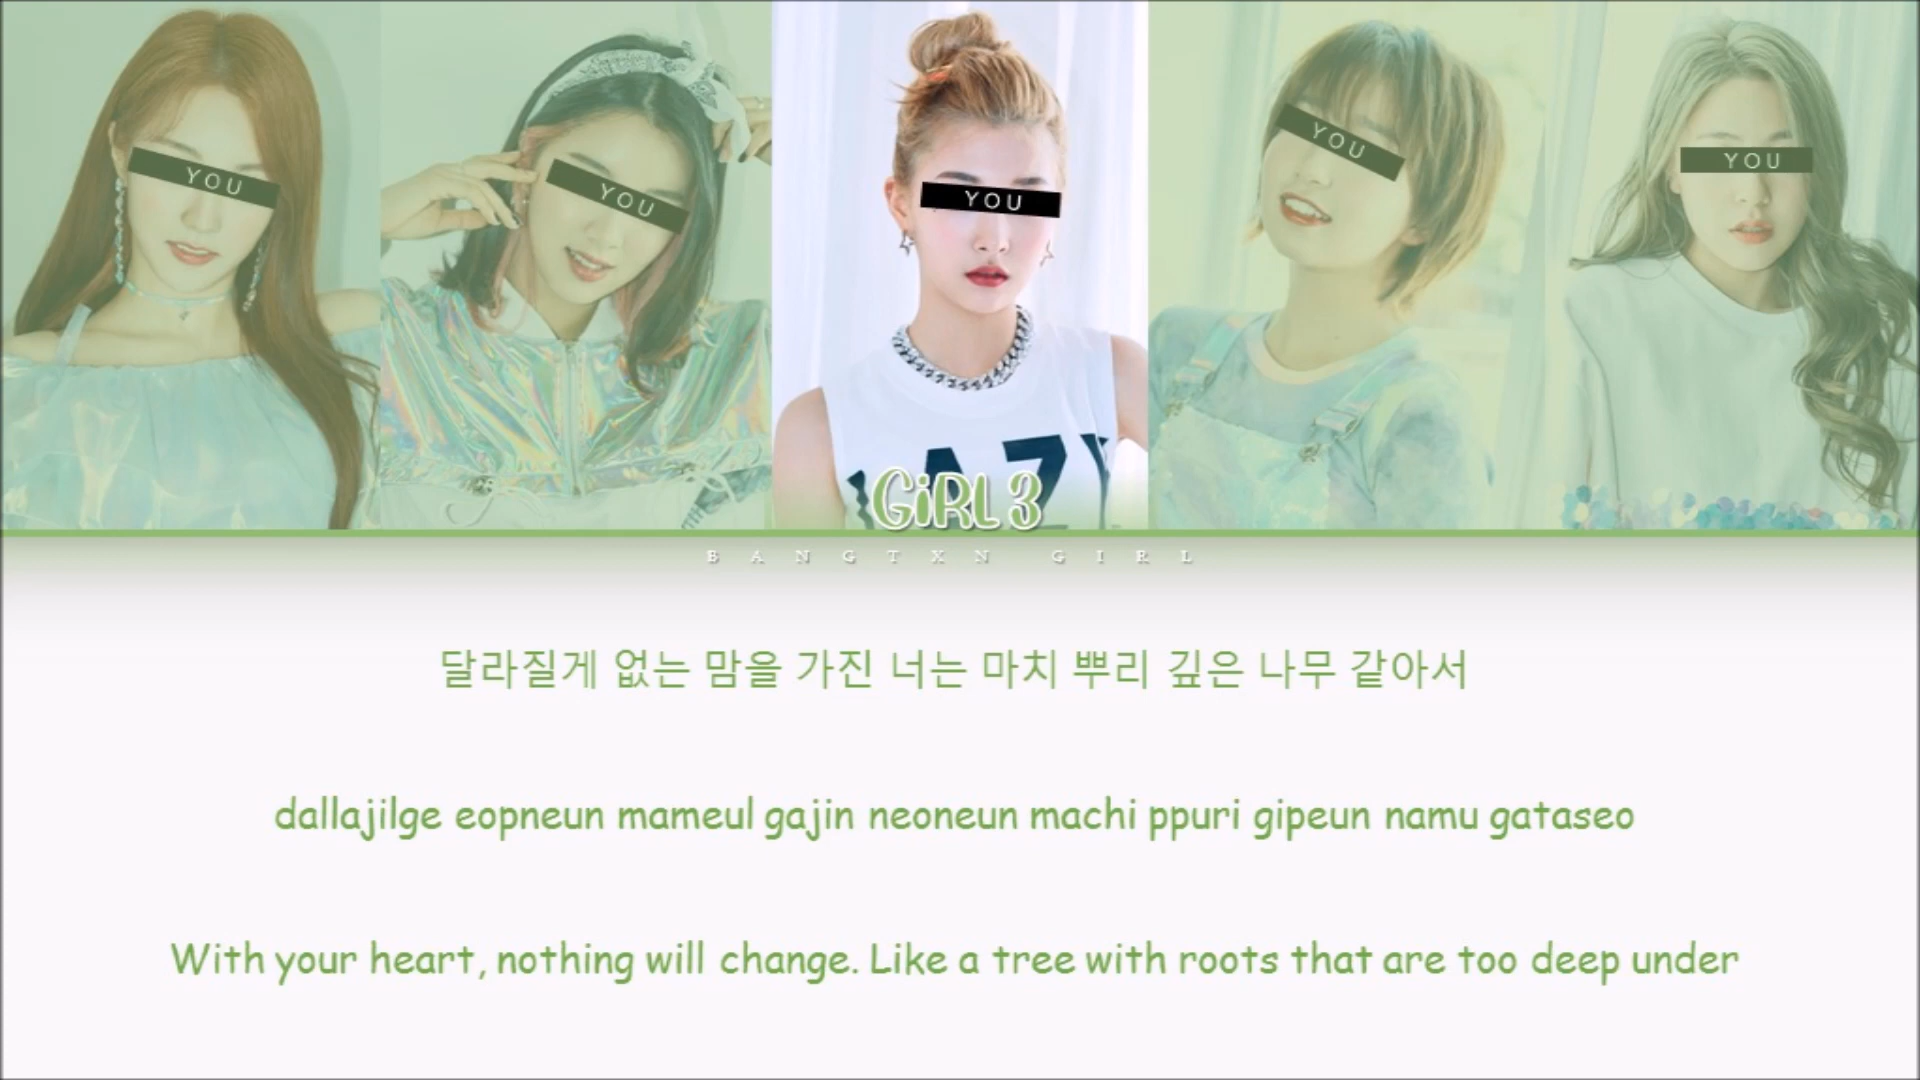 YOU
YOU
YOU
YOU
YOU
GiRL 3
BANGTXN GIRL
달라질게 없는 맘을 가진 너는 마치 뿌리 깊은 나무 같아서
dallajilge eopneun mameul gajin neoneun machi ppuri gipeun namu gataseo
With your heart, nothing will change. Like a tree with roots that are too deep under